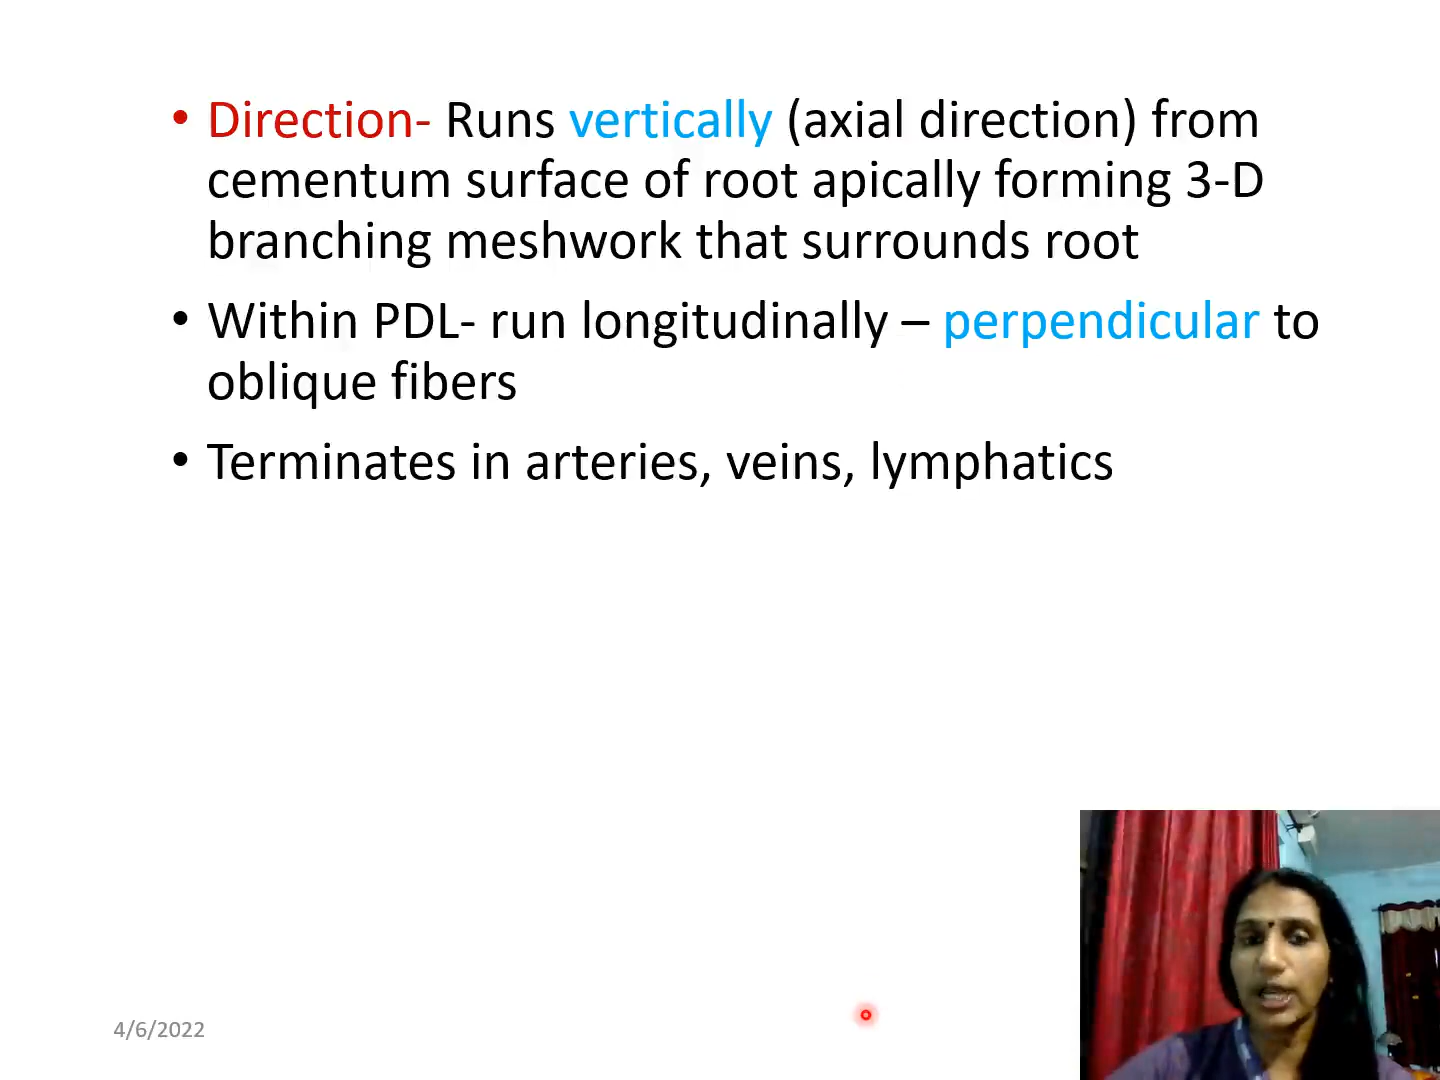 • Direction- Runs vertically (axial direction) from
cementum surface of root apically forming 3-D
branching meshwork that surrounds root
• Within PDL- run longitudinally – perpendicular to
oblique fibers
• Terminates in arteries, veins, lymphatics
4/6/2022